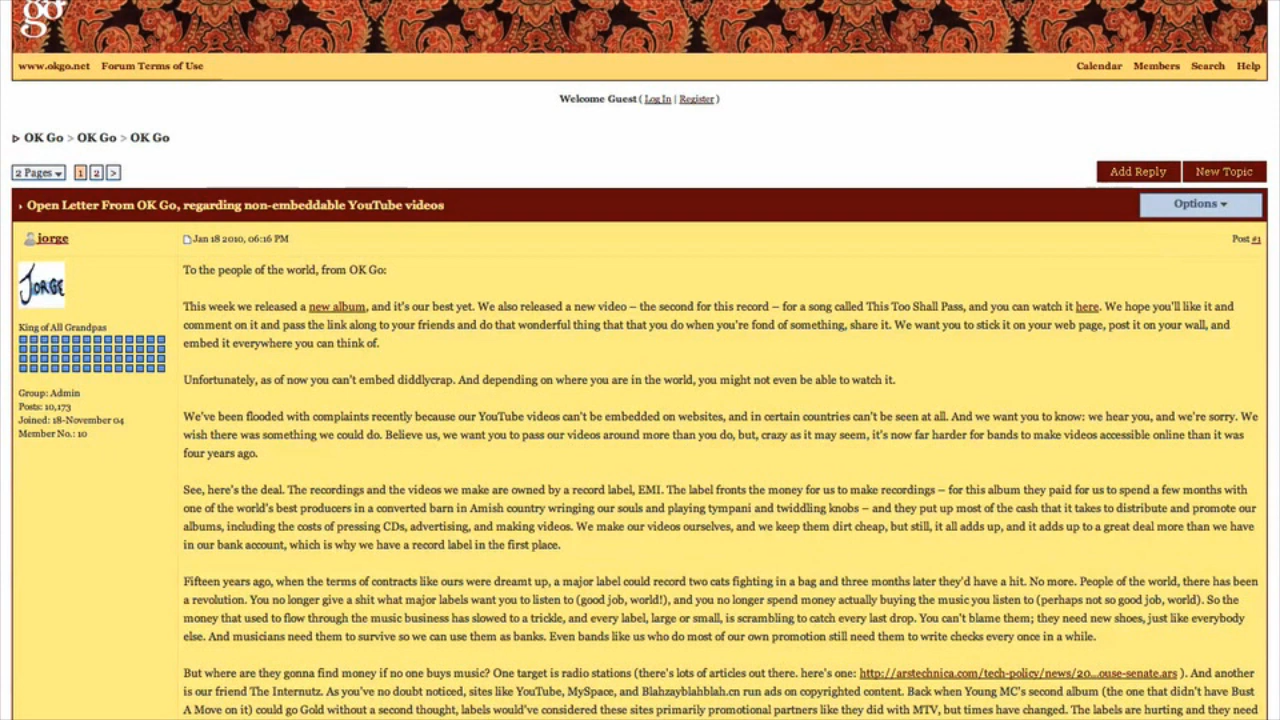 go
www.okgo.net Forum Terms of Use Calendar Members Search Help
Welcome Guest ( Log In | Register )
OK Go > OK Go > OK Go
2 Pages 1 2 >
Add Reply New Topic
Open Letter From OK Go, regarding non-embeddable YouTube videos
Options
jorge
Jan 18 2010, 06:16 PM
Post #1
JORGE
King of All Grandpas
Group: Admin
Posts: 10,173
Joined: 18-November 04
Member No.: 10
To the people of the world, from OK Go:
This week we released a new album, and it's our best yet. We also released a new video – the second for this record – for a song called This Too Shall Pass, and you can watch it here. We hope you'll like it and
comment on it and pass the link along to your friends and do that wonderful thing that that you do when you're fond of something, share it. We want you to stick it on your web page, post it on your wall, and
embed it everywhere you can think of.
Unfortunately, as of now you can't embed diddlycrap. And depending on where you are in the world, you might not even be able to watch it.
We've been flooded with complaints recently because our YouTube videos can't be embedded on websites, and in certain countries can't be seen at all. And we want you to know: we hear you, and we're sorry. We
wish there was something we could do. Believe us, we want you to pass our videos around more than you do, but, crazy as it may seem, it's now far harder for bands to make videos accessible online than it was
four years ago.
See, here's the deal. The recordings and the videos we make are owned by a record label, EMI. The label fronts the money for us to make recordings – for this album they paid for us to spend a few months with
one of the world's best producers in a converted barn in Amish country wringing our souls and playing tympani and twiddling knobs – and they put up most of the cash that it takes to distribute and promote our
albums, including the costs of pressing CDs, advertising, and making videos. We make our videos ourselves, and we keep them dirt cheap, but still, it all adds up, and it adds up to a great deal more than we have
in our bank account, which is why we have a record label in the first place.
Fifteen years ago, when the terms of contracts like ours were dreamt up, a major label could record two cats fighting in a bag and three months later they'd have a hit. No more. People of the world, there has been
a revolution. You no longer give a shit what major labels want you to listen to (good job, world!), and you no longer spend money actually buying the music you listen to (perhaps not so good job, world). So the
money that used to flow through the music business has slowed to a trickle, and every label, large or small, is scrambling to catch every last drop. You can't blame them; they need new shoes, just like everybody
else. And musicians need them to survive so we can use them as banks. Even bands like us who do most of our own promotion still need them to write checks every once in a while.
But where are they gonna find money if no one buys music? One target is radio stations (there's lots of articles out there. here's one: http://arstechnica.com/tech-policy/news/20...ouse-senate.ars ). And another
is our friend The Internutz. As you've no doubt noticed, sites like YouTube, MySpace, and Blahzayblahblah.cn run ads on copyrighted content. Back when Young MC's second album (the one that didn't have Bust
A Move on it) could go Gold without a second thought, labels would've considered these sites primarily promotional partners like they did with MTV, but times have changed. The labels are hurting and they need